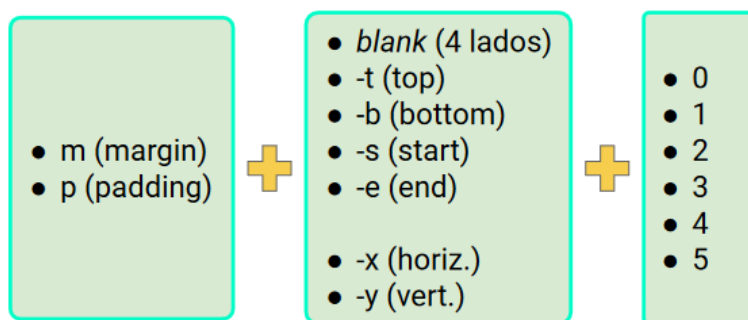 ● m (margin)
● p (padding)
● blank (4 lados)
● -t (top)
● -b (bottom)
● -s (start)
● -e (end)
● -x (horiz.)
● -y (vert.)
● 0
● 1
● 2
● 3
● 4
● 5